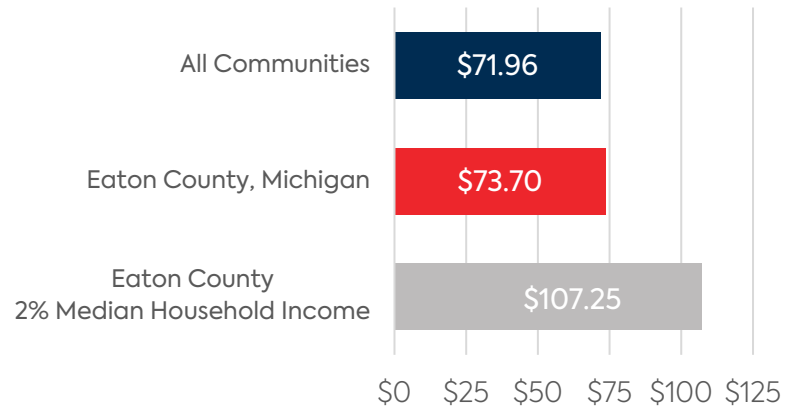 All Communities
$71.96
Eaton County, Michigan
$73.70
Eaton County
2% Median Household Income
$107.25
$0 $25 $50 $75 $100 $125